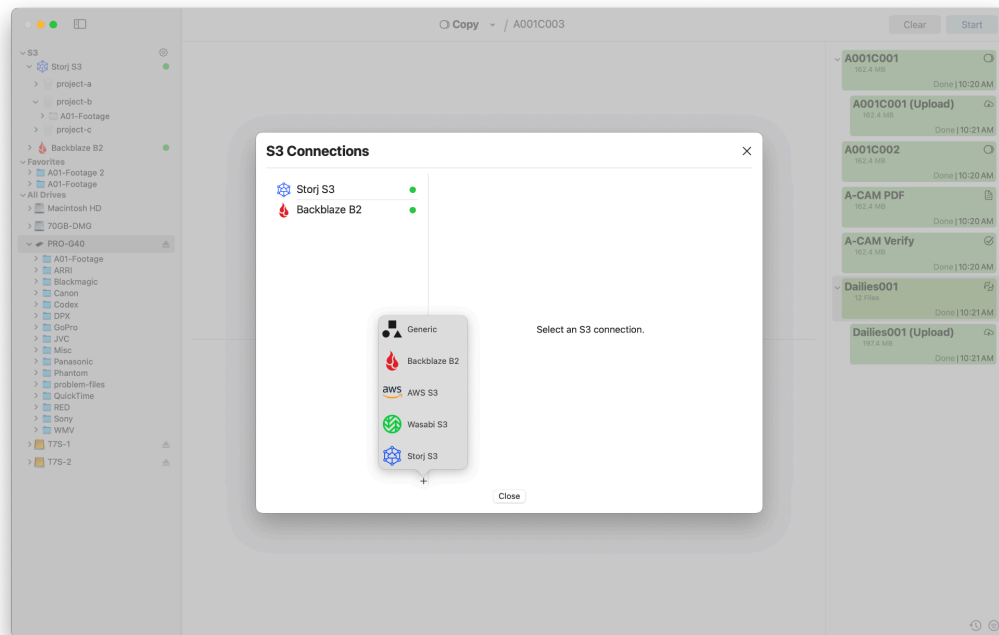 Copy / A001C003
Clear
Start
S3
Storj S3
project-a
project-b
A01-Footage
project-c
Backblaze B2
Favorites
A01-Footage 2
A01-Footage
All Drives
Macintosh HD
70GB-DMG
PRO-G40
A01-Footage
ARRI
Blackmagic
Canon
Codex
DPX
GoPro
JVC
Misc
Panasonic
Phantom
problem-files
QuickTime
RED
Sony
WMV
T7S-1
T7S-2
S3 Connections
Storj S3
Backblaze B2
Generic
Backblaze B2
aws AWS S3
Wasabi S3
Storj S3
+
Select an S3 connection.
Close
A001C001
162.4 MB
Done | 10:20 AM
A001C001 (Upload)
162.4 MB
Done | 10:21 AM
A001C002
162.4 MB
Done | 10:20 AM
A-CAM PDF
162.4 MB
Done | 10:20 AM
A-CAM Verify
162.4 MB
Done | 10:20 AM
Dailies001
12 Files
Done | 10:21 AM
Dailies001 (Upload)
197.4 MB
Done | 10:21 AM